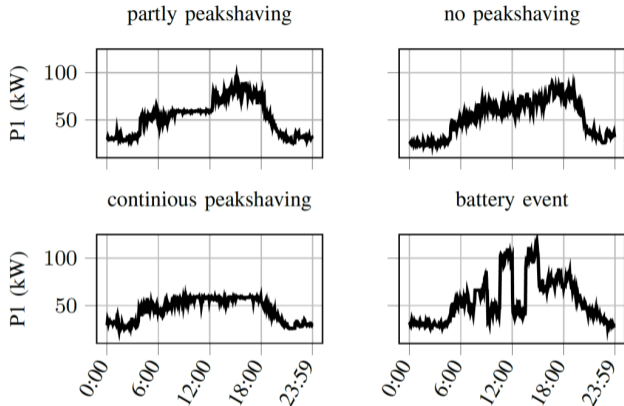 partly peakshaving
no peakshaving
P1 (kW)
100
50
continious peakshaving
battery event
P1 (kW)
100
50
0:00
6:00
12:00
18:00
23:59
0:00
6:00
12:00
18:00
23:59